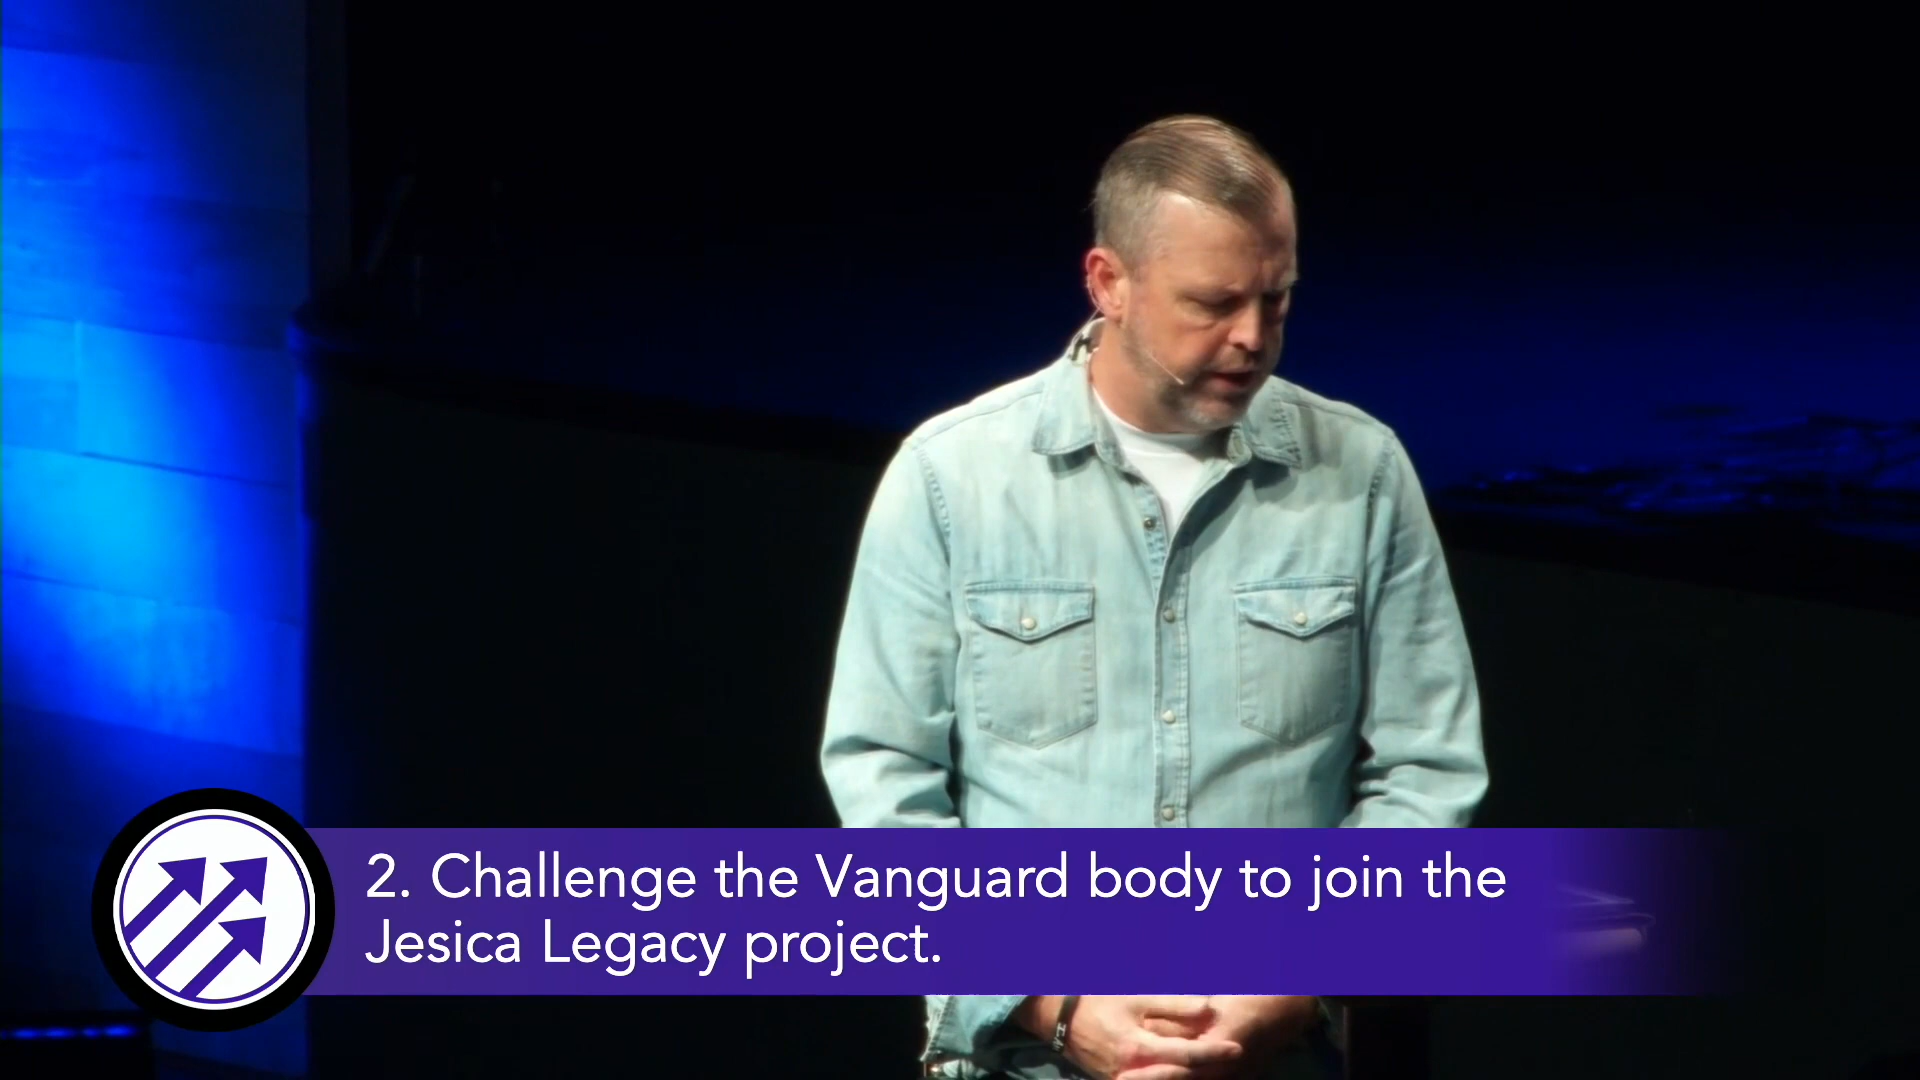 2. Challenge the Vanguard body to join the
Jesica Legacy project.